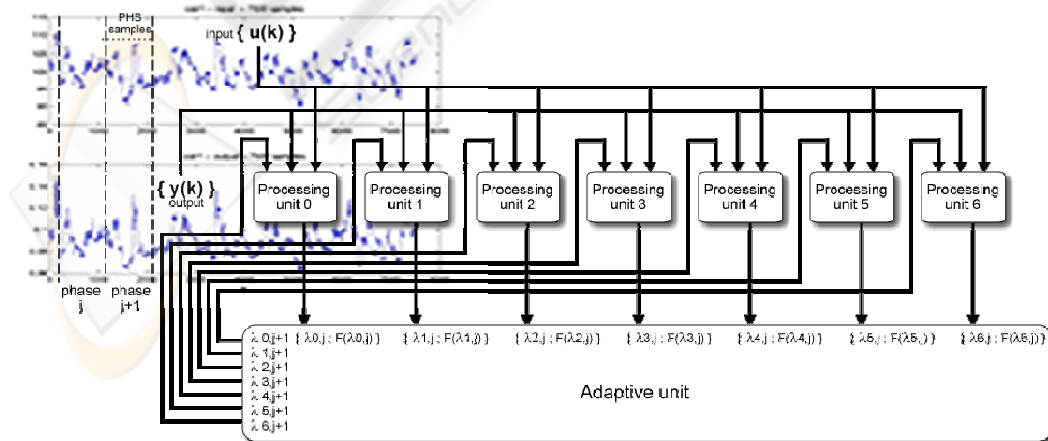 PHS
samples
input { u(k) }
{ y(k) }
output
Processing
unit 0
Processing
unit 1
Processing
unit 2
Processing
unit 3
Processing
unit 4
Processing
unit 5
Processing
unit 6
phase
j
phase
j+1
λ 0,j+1 { λ0,j ; F(λ0,j) } { λ1,j ; F(λ1,j) } { λ2,j ; F(λ2,j) } { λ3,j ; F(λ3,j) } { λ4,j ; F(λ4,j) } { λ6,j ; F(λ6,j) }
λ 1,j+1
λ 2,j+1
λ 3,j+1
λ 4,j+1
λ 5,j+1
λ 6,j+1
Adaptive unit